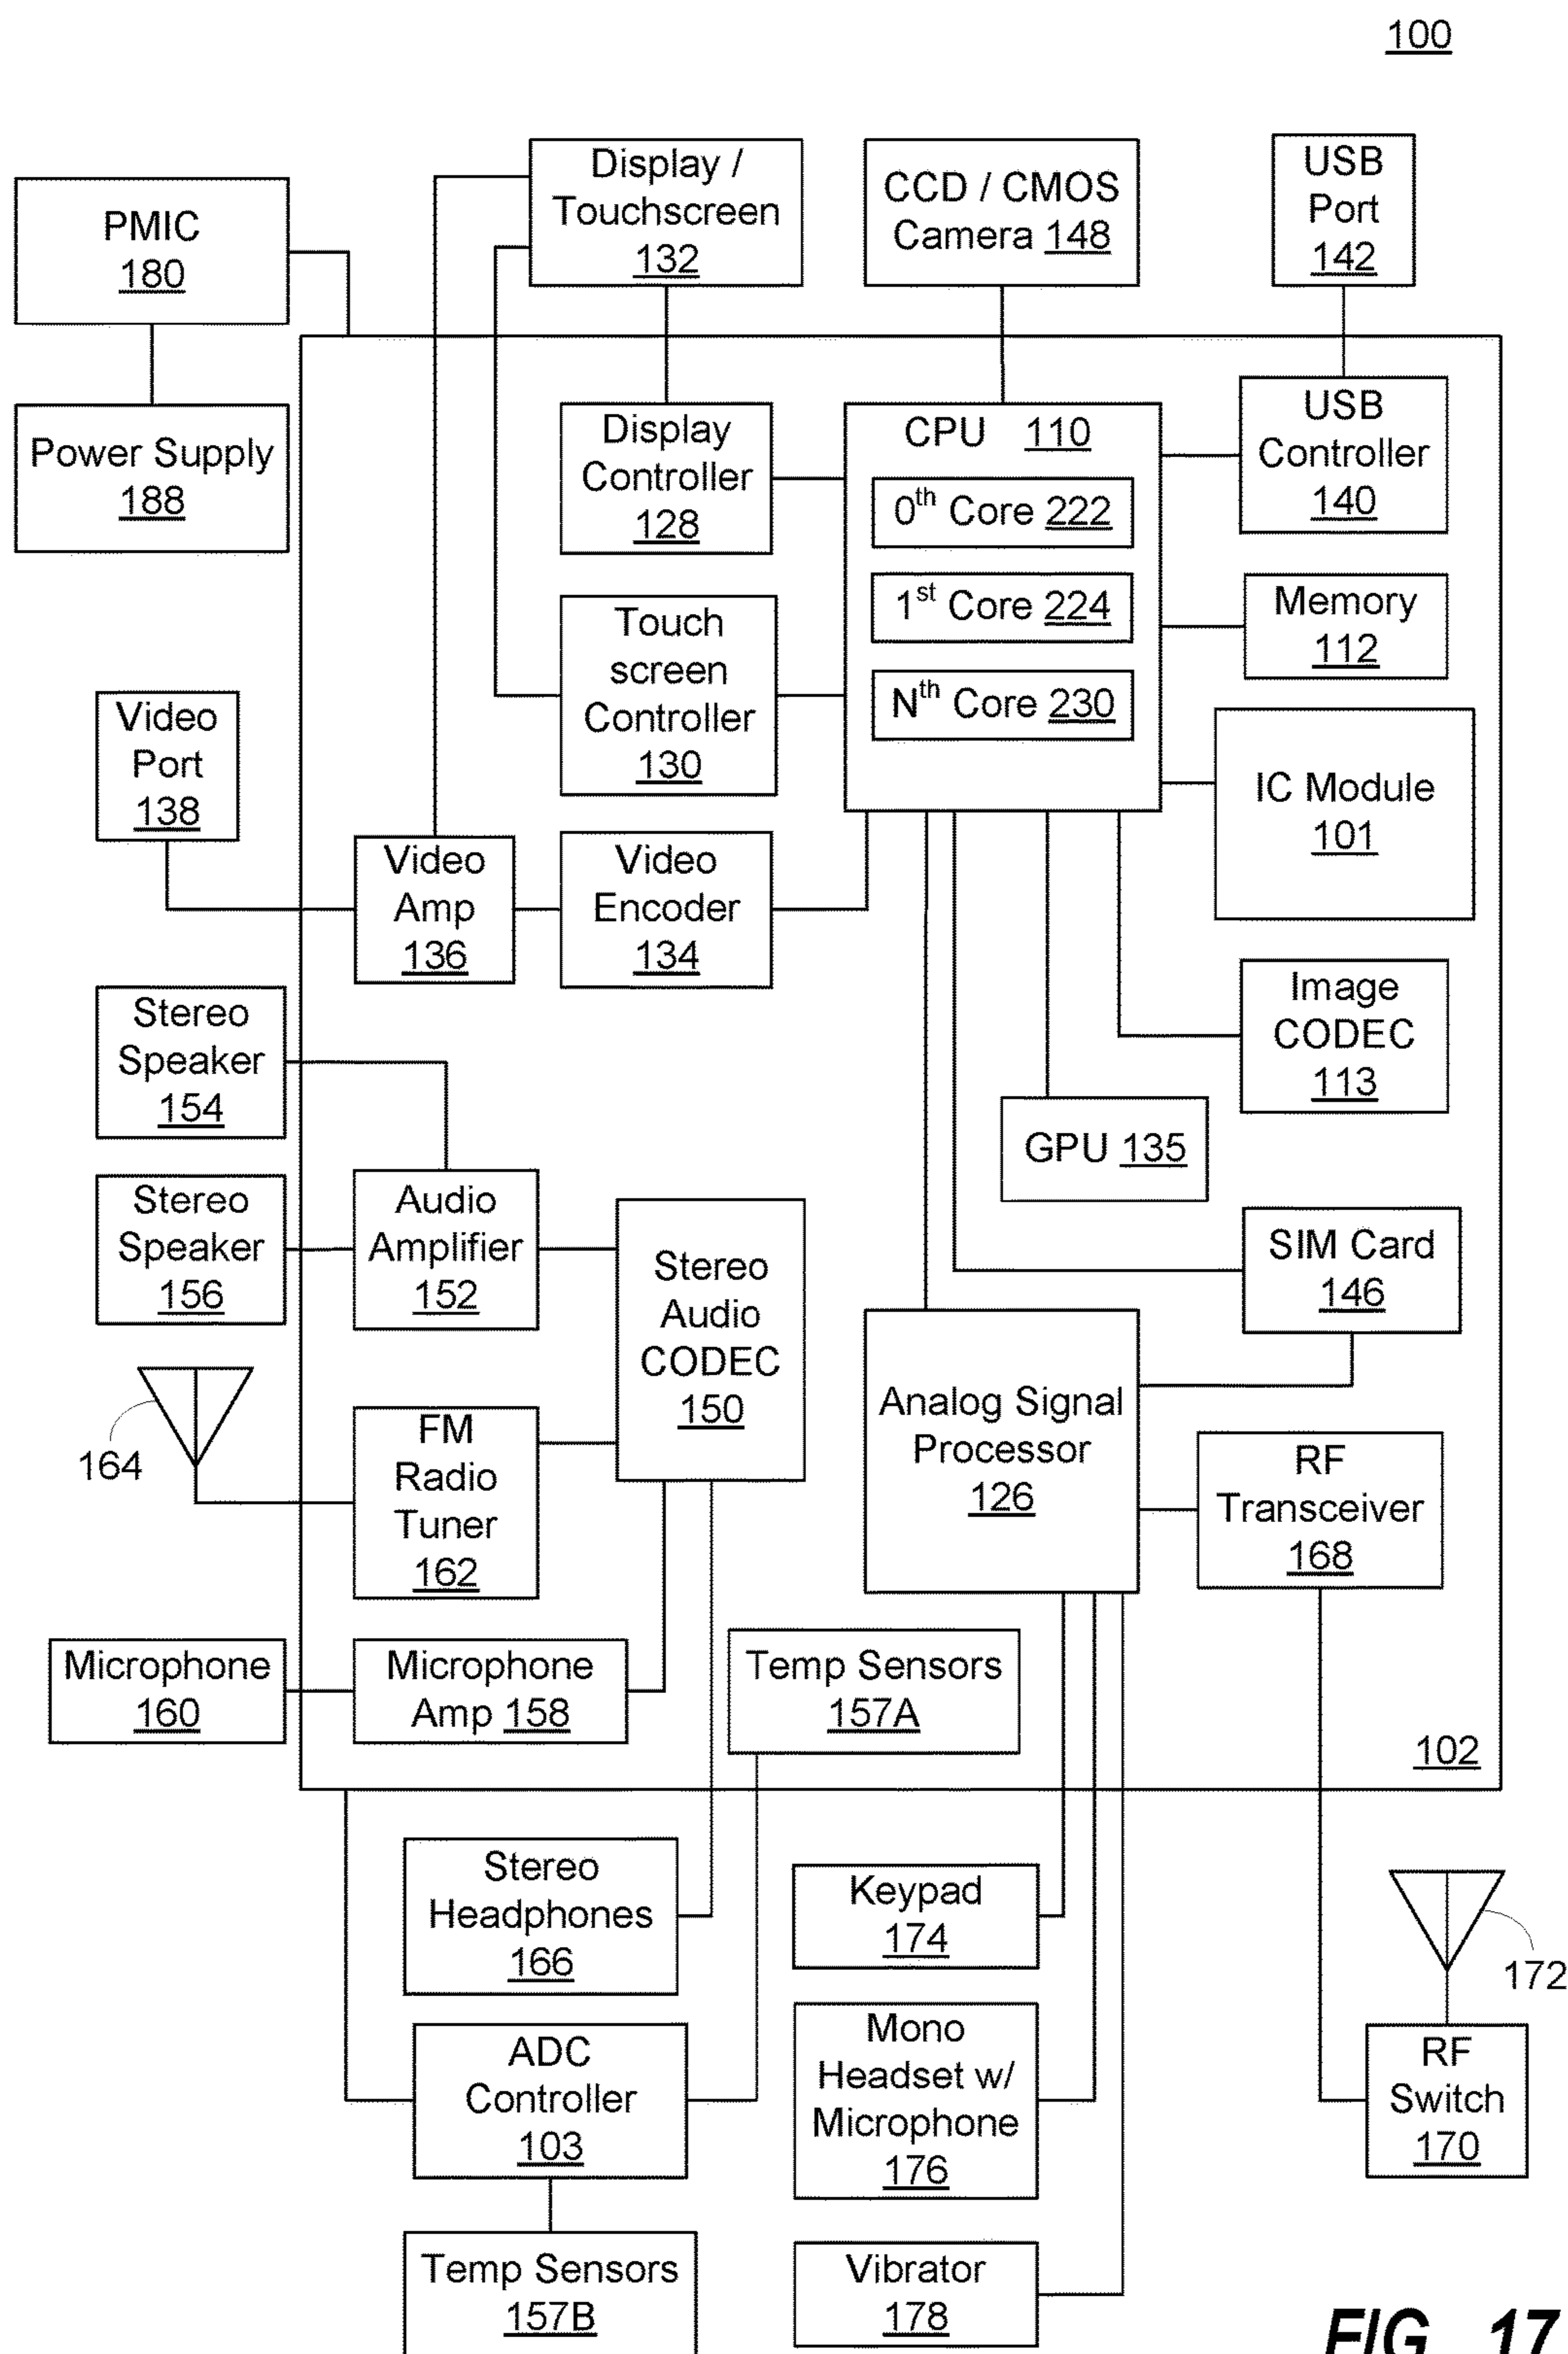 100
PMIC
180
Display /
Touchscreen
132
CCD / CMOS
Camera 148
USB
Port
142
Power Supply
188
Display
Controller
128
CPU 110
0th Core 222
1st Core 224
Nth Core 230
USB
Controller
140
Memory
112
Touch
screen
Controller
130
IC Module
101
Video
Port
138
Video
Amp
136
Video
Encoder
134
Image
CODEC
113
GPU 135
Stereo
Speaker
154
Stereo
Speaker
156
Audio
Amplifier
152
Stereo
Audio
CODEC
150
SIM Card
146
Analog Signal
Processor
126
RF
Transceiver
168
164
FM
Radio
Tuner
162
Microphone
160
Microphone
Amp 158
Temp Sensors
157A
102
Stereo
Headphones
166
Keypad
174
172
ADC
Controller
103
Mono
Headset w/
Microphone
176
RF
Switch
170
Temp Sensors
157B
Vibrator
178
FIG. 17